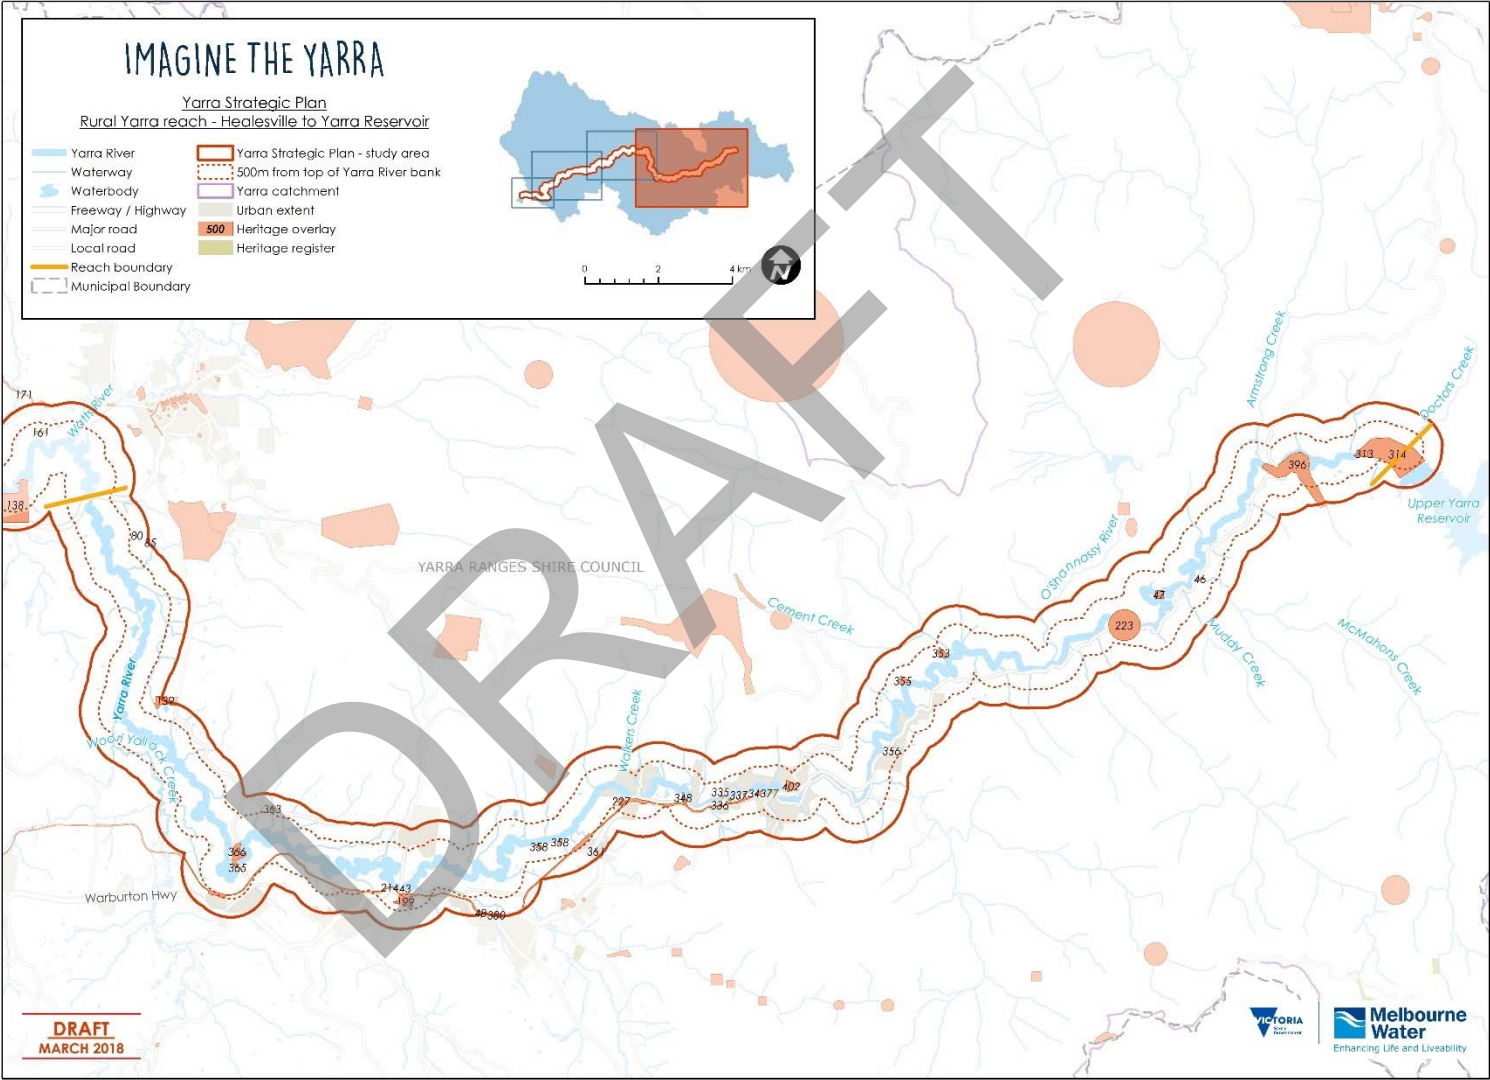 IMAGINE THE YARRA
Yarra Strategic Plan
Rural Yarra reach - Healesville to Yarra Reservoir
Yarra River
Waterway
Waterbody
Freeway / Highway
Major road
Local road
Reach boundary
Municipal Boundary
Yarra Strategic Plan - study area
500m from top of Yarra River bank
Yarra catchment
Urban extent
500 Heritage overlay
Heritage register
0 2 4 km
N
DRAFT
171
161
Watts River
138
80
85
Yarra River
139
Woori Yallock Creek
363
366
365
Warburton Hwy
21443
199
380
358 358
361
227
Walkers Creek
348
335
336
337
34377
402
YARRA RANGES SHIRE COUNCIL
Cement Creek
356
355
353
O'Shannassy River
223
47
46
Muddy Creek
McMahons Creek
Armstrong Creek
396
313
314
Doctors Creek
Upper Yarra
Reservoir
DRAFT
MARCH 2018
VICTORIA
State
Government
Melbourne
Water
Enhancing Life and Liveability